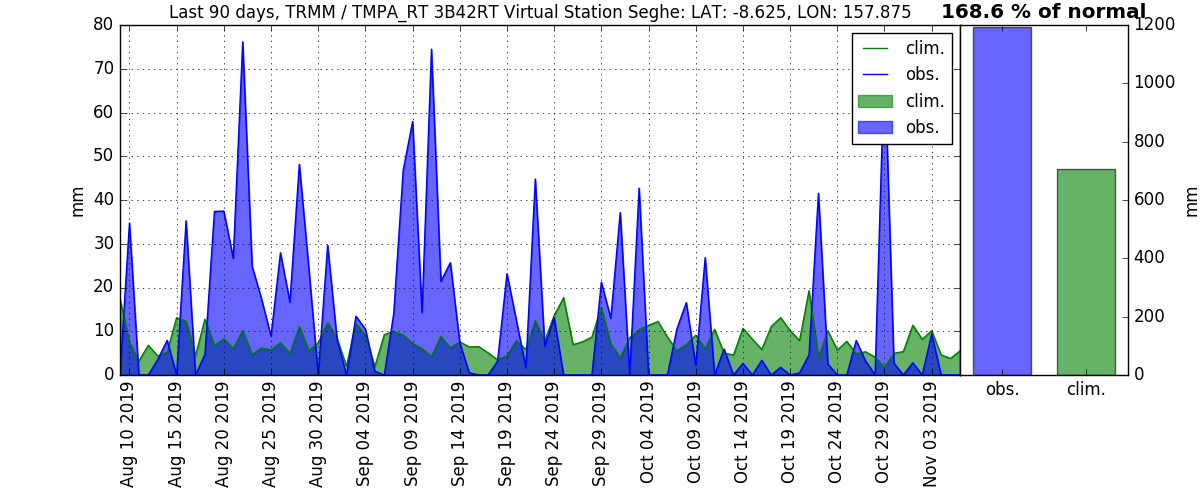 Last 90 days, TRMM / TMPA_RT 3B42RT Virtual Station Seghe: LAT: -8.625, LON: 157.875
168.6 % of normal
80
70
60
50
40
30
20
10
0
mm
clim.
obs.
clim.
obs.
Aug 10 2019
Aug 15 2019
Aug 20 2019
Aug 25 2019
Aug 30 2019
Sep 04 2019
Sep 09 2019
Sep 14 2019
Sep 19 2019
Sep 24 2019
Sep 29 2019
Oct 04 2019
Oct 09 2019
Oct 14 2019
Oct 19 2019
Oct 24 2019
Oct 29 2019
Nov 03 2019
1200
1000
800
600
400
200
0
mm
obs.
clim.